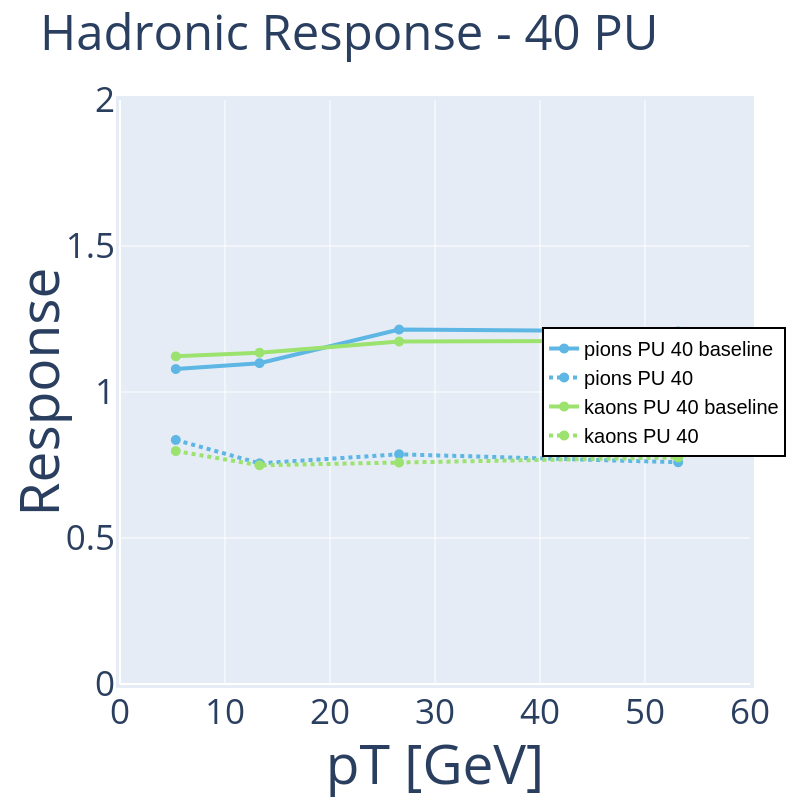 Hadronic Response - 40 PU
2
1.5
1
0.5
0
Response
0 10 20 30 40 50 60
pT [GeV]
pions PU 40 baseline
pions PU 40
kaons PU 40 baseline
kaons PU 40